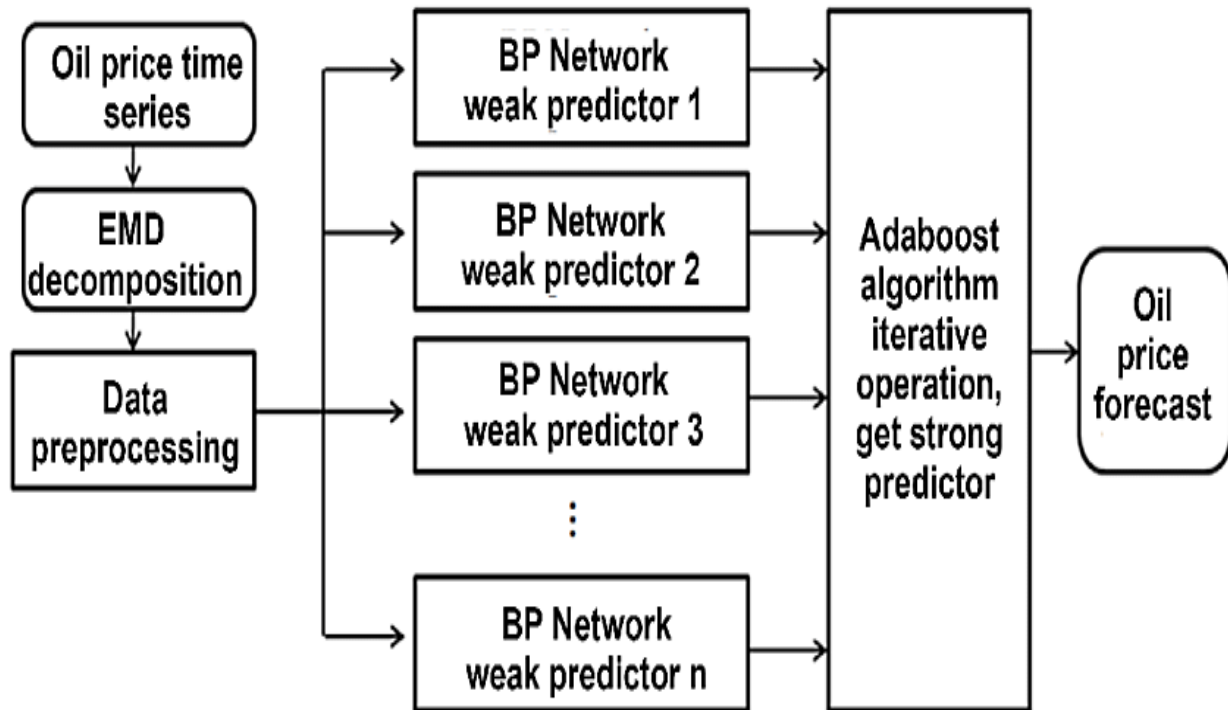 Oil price time
series
EMD
decomposition
Data
preprocessing
BP Network
weak predictor 1
BP Network
weak predictor 2
BP Network
weak predictor 3
⋮
BP Network
weak predictor n
Adaboost
algorithm
iterative
operation,
get strong
predictor
Oil
price
forecast